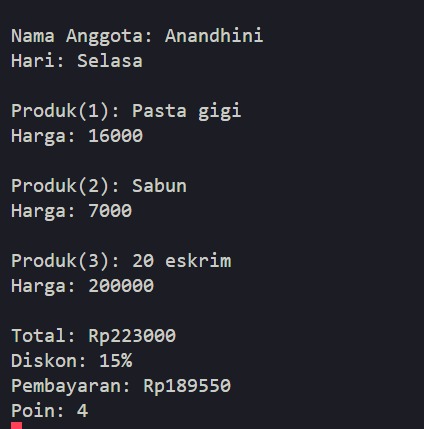 Nama Anggota: Anandhini
Hari: Selasa
Produk(1): Pasta gigi
Harga: 16000
Produk(2): Sabun
Harga: 7000
Produk(3): 20 eskrim
Harga: 200000
Total: Rp223000
Diskon: 15%
Pembayaran: Rp189550
Poin: 4